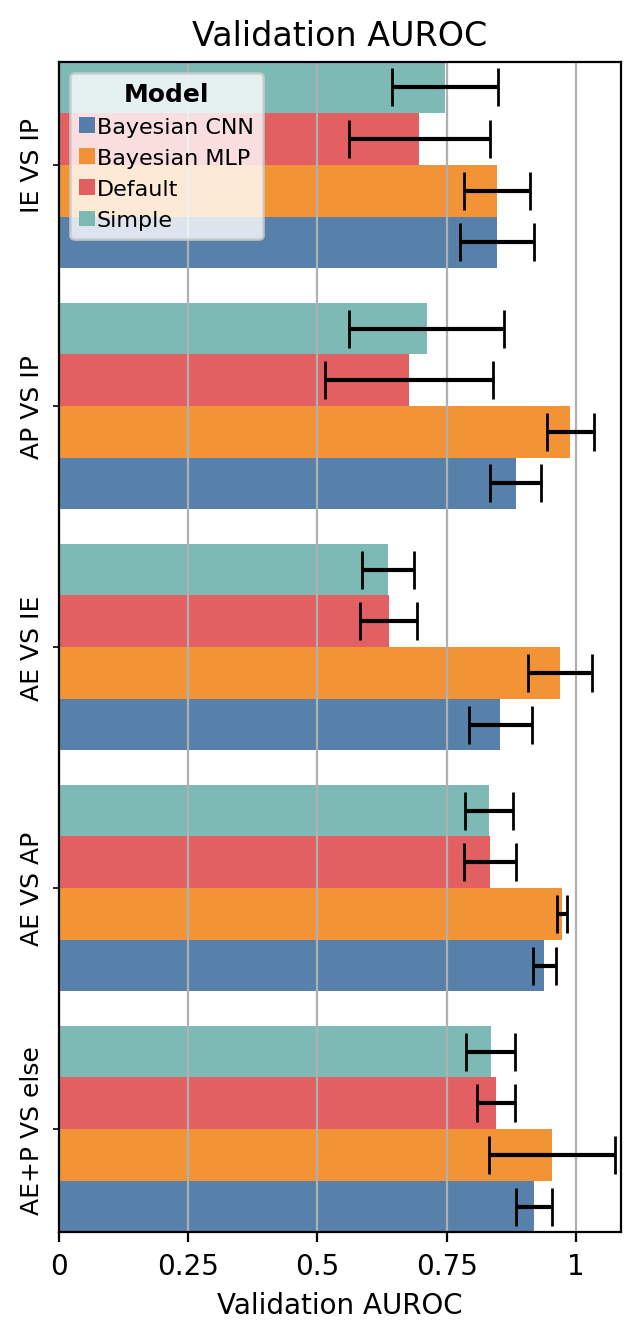 Validation AUROC
Model
Bayesian CNN
Bayesian MLP
Default
Simple
IE VS IP
AP VS IP
AE VS IE
AE VS AP
AE+P VS else
0 0.25 0.5 0.75 1
Validation AUROC